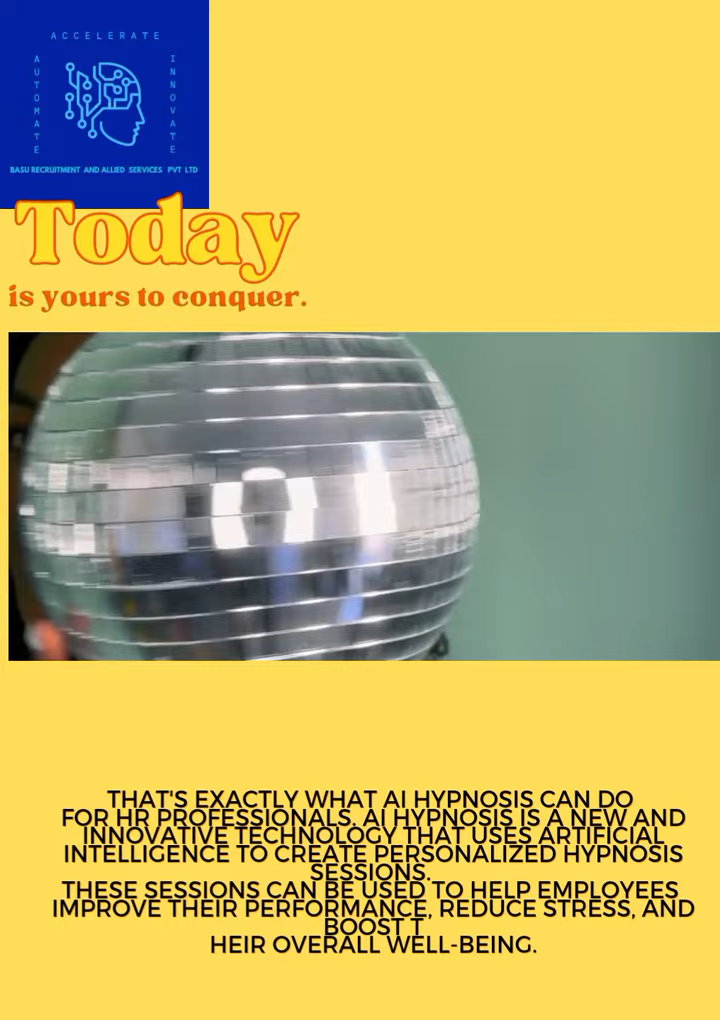 ACCELERATE
AUTOMATE
INNOVATE
BASU RECRUITMENT AND ALLIED SERVICES PVT LTD
Today
is yours to conquer.
THAT'S EXACTLY WHAT AI HYPNOSIS CAN DO
FOR HR PROFESSIONALS. AI HYPNOSIS IS A NEW AND
INNOVATIVE TECHNOLOGY THAT USES ARTIFICIAL
INTELLIGENCE TO CREATE PERSONALIZED HYPNOSIS
SESSIONS.
THESE SESSIONS CAN BE USED TO HELP EMPLOYEES
IMPROVE THEIR PERFORMANCE, REDUCE STRESS, AND
BOOST T
HEIR OVERALL WELL-BEING.